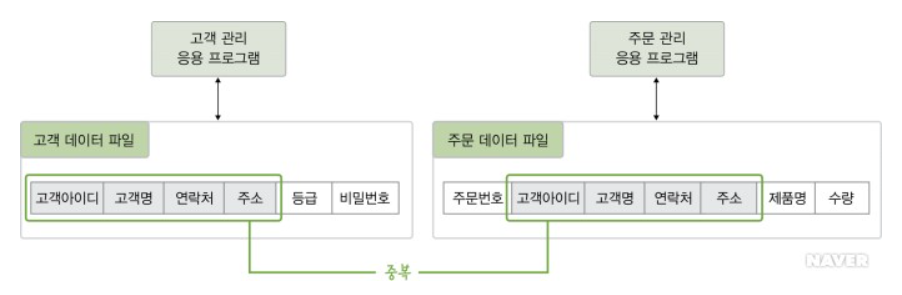 고객 관리
응용 프로그램
주문 관리
응용 프로그램
고객 데이터 파일
주문 데이터 파일
고객아이디 고객명 연락처 주소 등급 비밀번호
주문번호 고객아이디 고객명 연락처 주소 제품명 수량
중복
NAVER